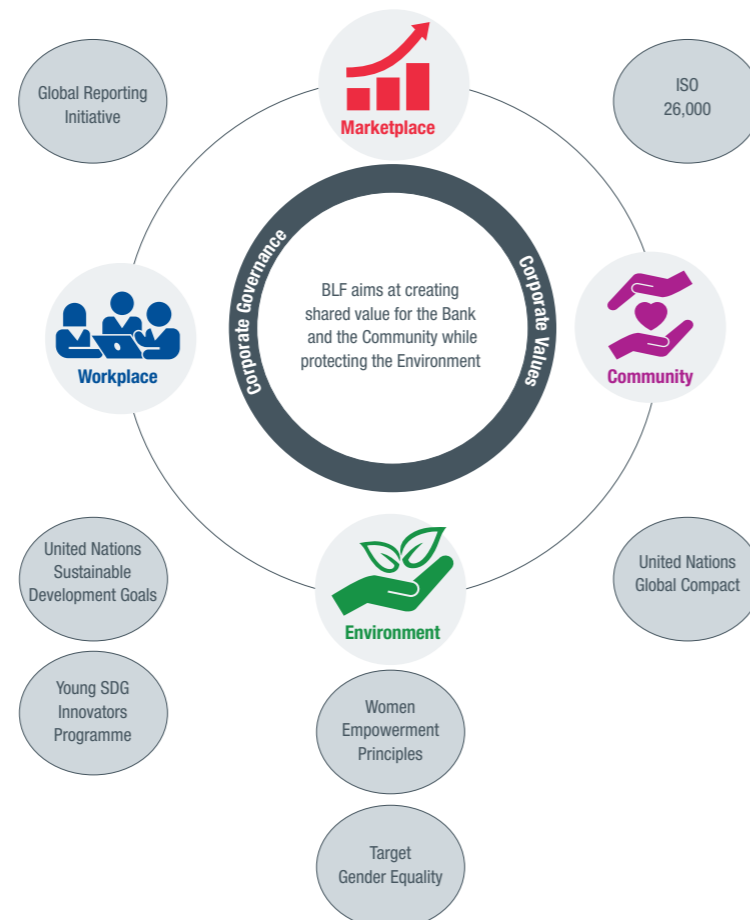 Global Reporting
Initiative
Marketplace
ISO
26,000
Corporate Governance
Corporate Values
BLF aims at creating
shared value for the Bank
and the Community while
protecting the Environment
Workplace
Community
Environment
United Nations
Sustainable
Development Goals
United Nations
Global Compact
Young SDG
Innovators
Programme
Women
Empowerment
Principles
Target
Gender Equality